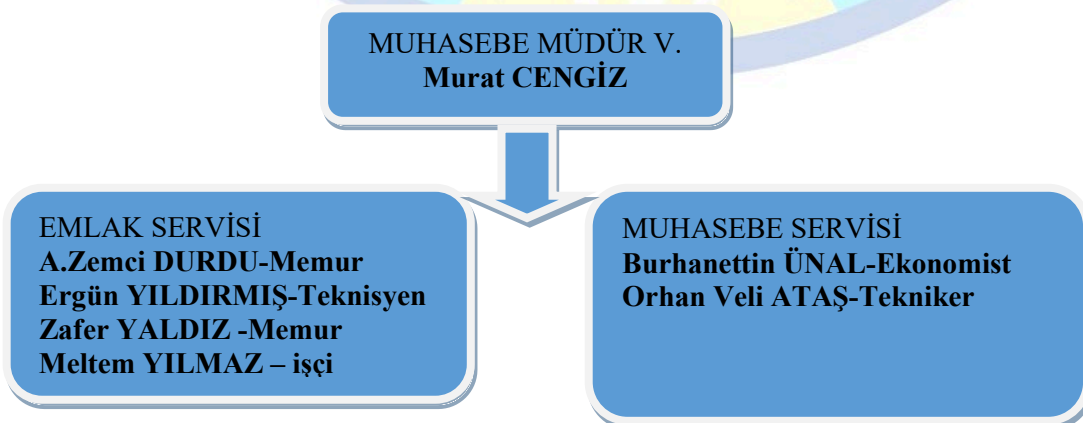 MUHASEBE MÜDÜR V.
Murat CENGİZ
EMLAK SERVİSİ
A.Zemci DURDU-Memur
Ergün YILDIRMIŞ-Teknisyen
Zafer YALDIZ -Memur
Meltem YILMAZ – işçi
MUHASEBE SERVİSİ
Burhanettin ÜNAL-Ekonomist
Orhan Veli ATAŞ-Tekniker